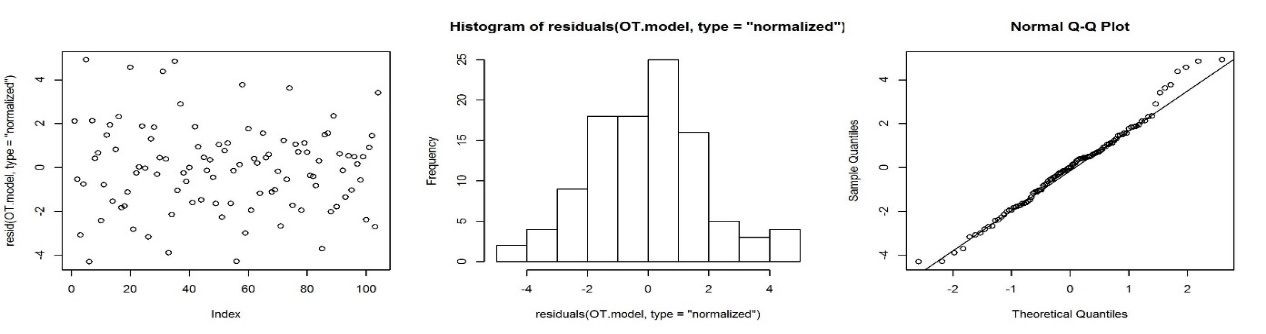 resid(OT.model, type = "normalized")
4
2
0
-2
-4
0 20 40 60 80 100
Index
Histogram of residuals(OT.model, type = "normalized")
Frequency
25
20
15
10
5
0
-4 -2 0 2 4
residuals(OT.model, type = "normalized")
Normal Q-Q Plot
Sample Quantiles
4
2
0
-2
-4
-2 -1 0 1 2
Theoretical Quantiles